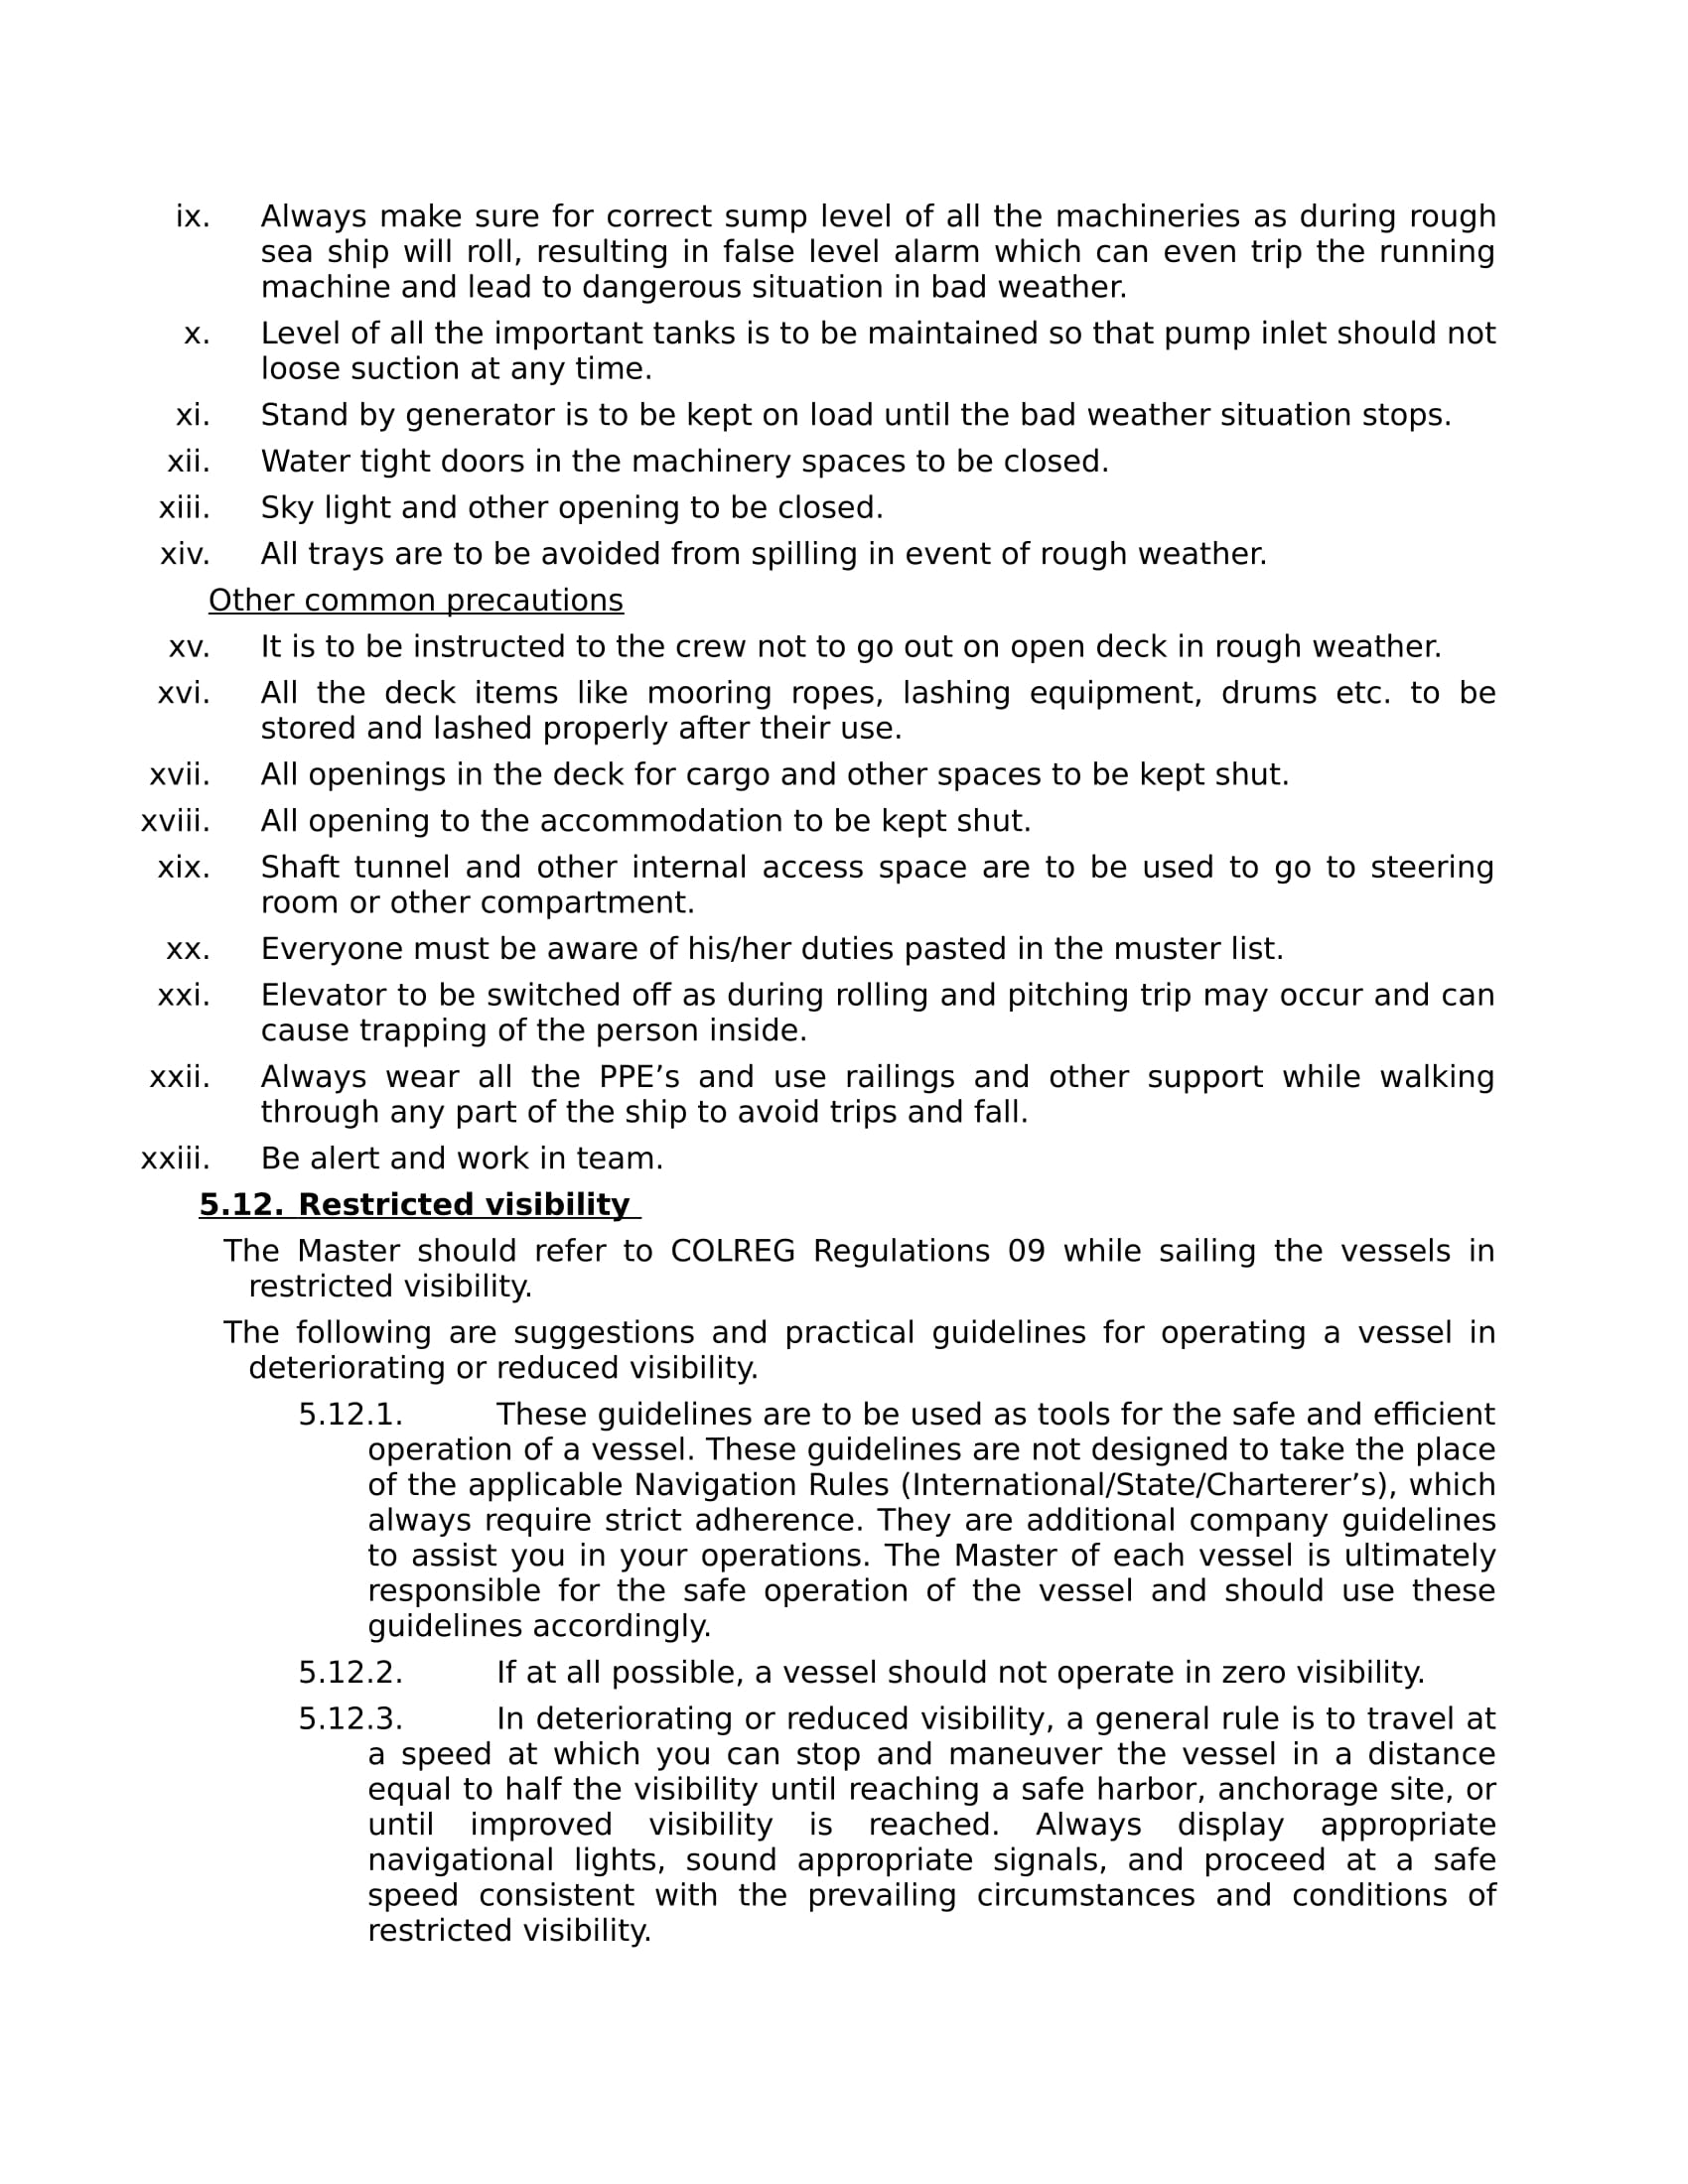 ix. Always make sure for correct sump level of all the machineries as during rough
sea ship will roll, resulting in false level alarm which can even trip the running
machine and lead to dangerous situation in bad weather.
x. Level of all the important tanks is to be maintained so that pump inlet should not
loose suction at any time.
xi. Stand by generator is to be kept on load until the bad weather situation stops.
xii. Water tight doors in the machinery spaces to be closed.
xiii. Sky light and other opening to be closed.
xiv. All trays are to be avoided from spilling in event of rough weather.
Other common precautions
xv. It is to be instructed to the crew not to go out on open deck in rough weather.
xvi. All the deck items like mooring ropes, lashing equipment, drums etc. to be
stored and lashed properly after their use.
xvii. All openings in the deck for cargo and other spaces to be kept shut.
xviii. All opening to the accommodation to be kept shut.
xix. Shaft tunnel and other internal access space are to be used to go to steering
room or other compartment.
xx. Everyone must be aware of his/her duties pasted in the muster list.
xxi. Elevator to be switched off as during rolling and pitching trip may occur and can
cause trapping of the person inside.
xxii. Always wear all the PPE’s and use railings and other support while walking
through any part of the ship to avoid trips and fall.
xxiii. Be alert and work in team.
5.12. Restricted visibility
The Master should refer to COLREG Regulations 09 while sailing the vessels in
restricted visibility.
The following are suggestions and practical guidelines for operating a vessel in
deteriorating or reduced visibility.
5.12.1. These guidelines are to be used as tools for the safe and efficient
operation of a vessel. These guidelines are not designed to take the place
of the applicable Navigation Rules (International/State/Charterer’s), which
always require strict adherence. They are additional company guidelines
to assist you in your operations. The Master of each vessel is ultimately
responsible for the safe operation of the vessel and should use these
guidelines accordingly.
5.12.2. If at all possible, a vessel should not operate in zero visibility.
5.12.3. In deteriorating or reduced visibility, a general rule is to travel at
a speed at which you can stop and maneuver the vessel in a distance
equal to half the visibility until reaching a safe harbor, anchorage site, or
until improved visibility is reached. Always display appropriate
navigational lights, sound appropriate signals, and proceed at a safe
speed consistent with the prevailing circumstances and conditions of
restricted visibility.